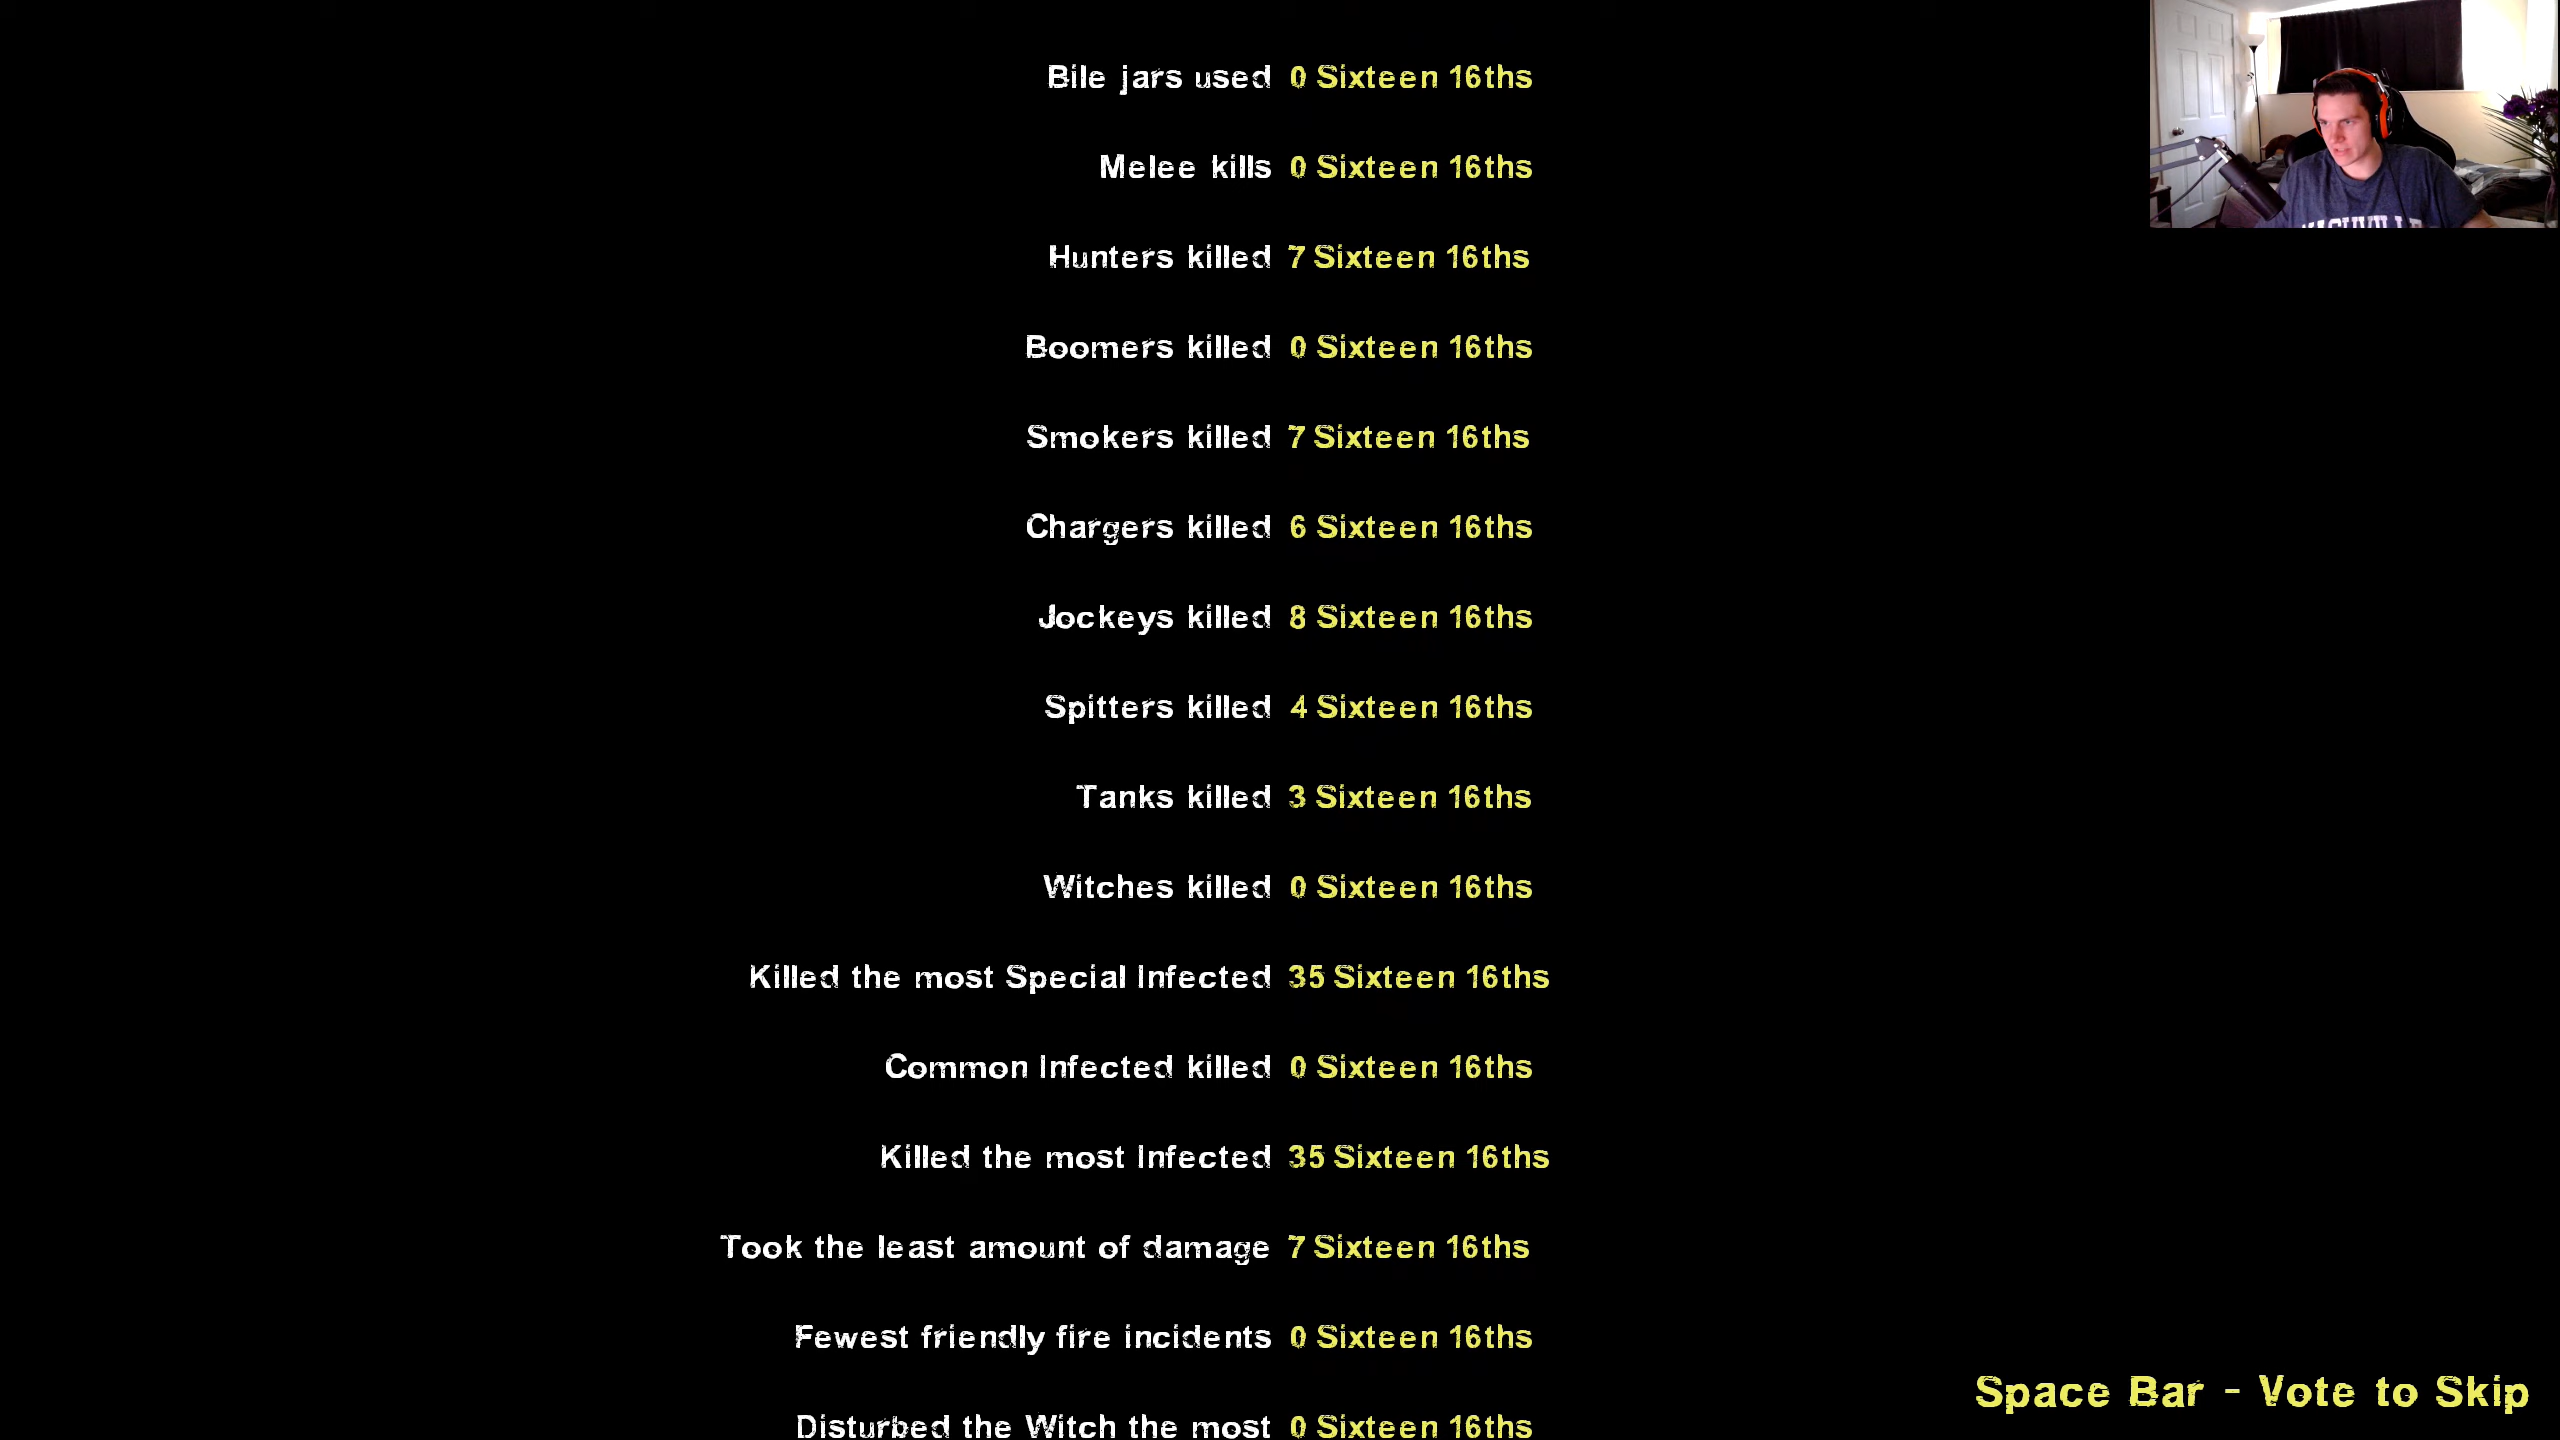 Bile jars used 0 Sixteen 16ths
Melee kills 0 Sixteen 16ths
Hunters killed 7 Sixteen 16ths
Boomers killed 0 Sixteen 16ths
Smokers killed 7 Sixteen 16ths
Chargers killed 6 Sixteen 16ths
Jockeys killed 8 Sixteen 16ths
Spitters killed 4 Sixteen 16ths
Tanks killed 3 Sixteen 16ths
Witches killed 0 Sixteen 16ths
Killed the most Special Infected 35 Sixteen 16ths
Common Infected killed 0 Sixteen 16ths
Killed the most Infected 35 Sixteen 16ths
Took the least amount of damage 7 Sixteen 16ths
Fewest friendly fire incidents 0 Sixteen 16ths
Space Bar - Vote to Skip
Disturbed the Witch the most 0 Sixteen 16ths